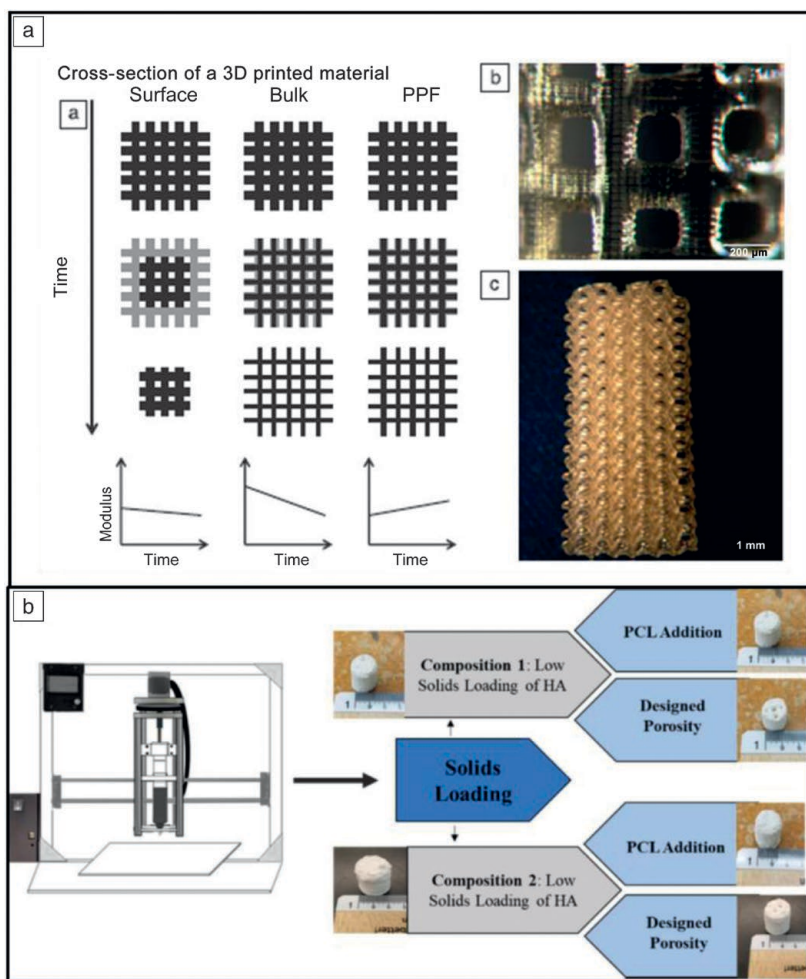 a
Cross-section of a 3D printed material
Surface Bulk PPF
a
Time
Modulus
Time Time Time
b
200 µm
c
1 mm
b
PCL Addition
Composition 1: Low
Solids Loading of HA
Designed
Porosity
Solids
Loading
PCL Addition
Composition 2: Low
Solids Loading of HA
Designed
Porosity